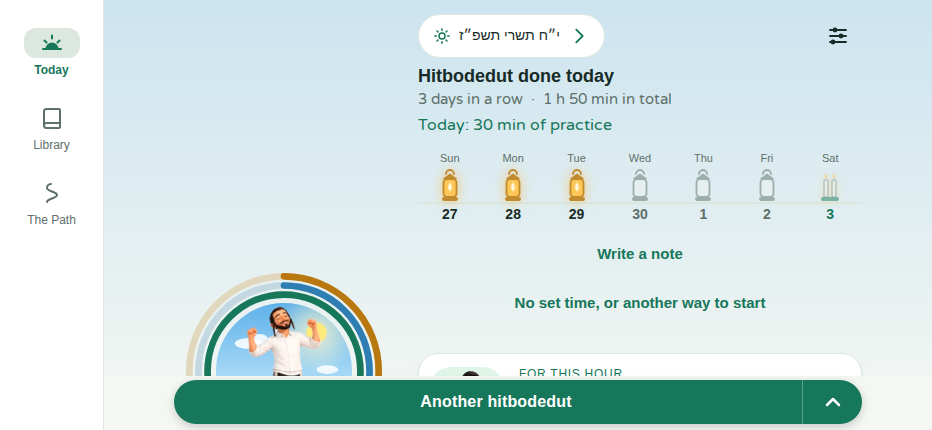 Today
Library
The Path
י״ח תשרי תשפ״ז
Hitbodedut done today
3 days in a row · 1 h 50 min in total
Today: 30 min of practice
Sun Mon Tue Wed Thu Fri Sat
27 28 29 30 1 2 3
Write a note
No set time, or another way to start
FOR THIS HOUR
Another hitbodedut